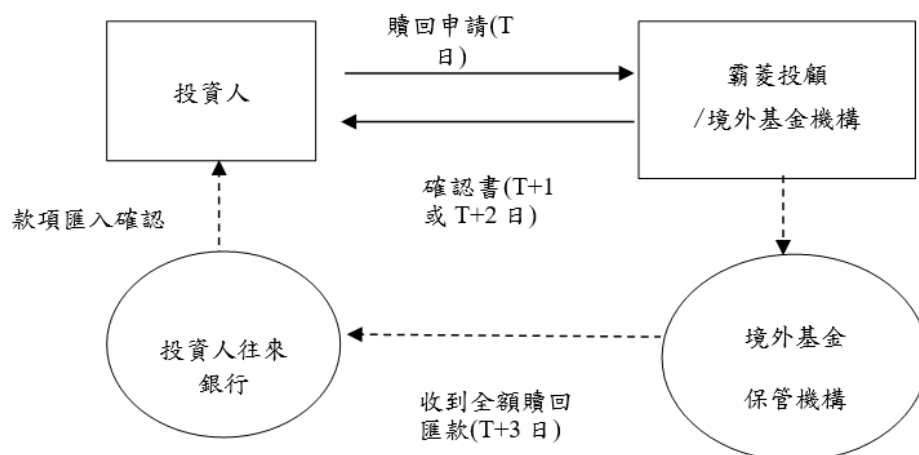 贖回申請(T
日)
投資人
霸菱投顧
/境外基金機構
確認書(T+1
或 T+2 日)
款項匯入確認
投資人往來
銀行
境外基金
保管機構
收到全額贖回
匯款(T+3 日)